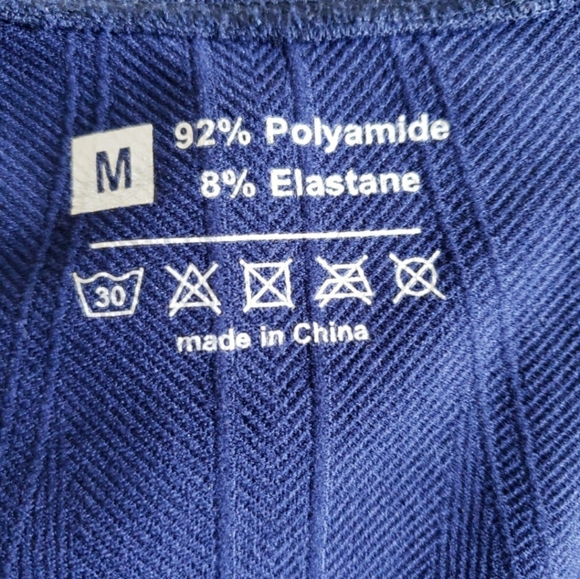 M
92% Polyamide
8% Elastane
30
made in China